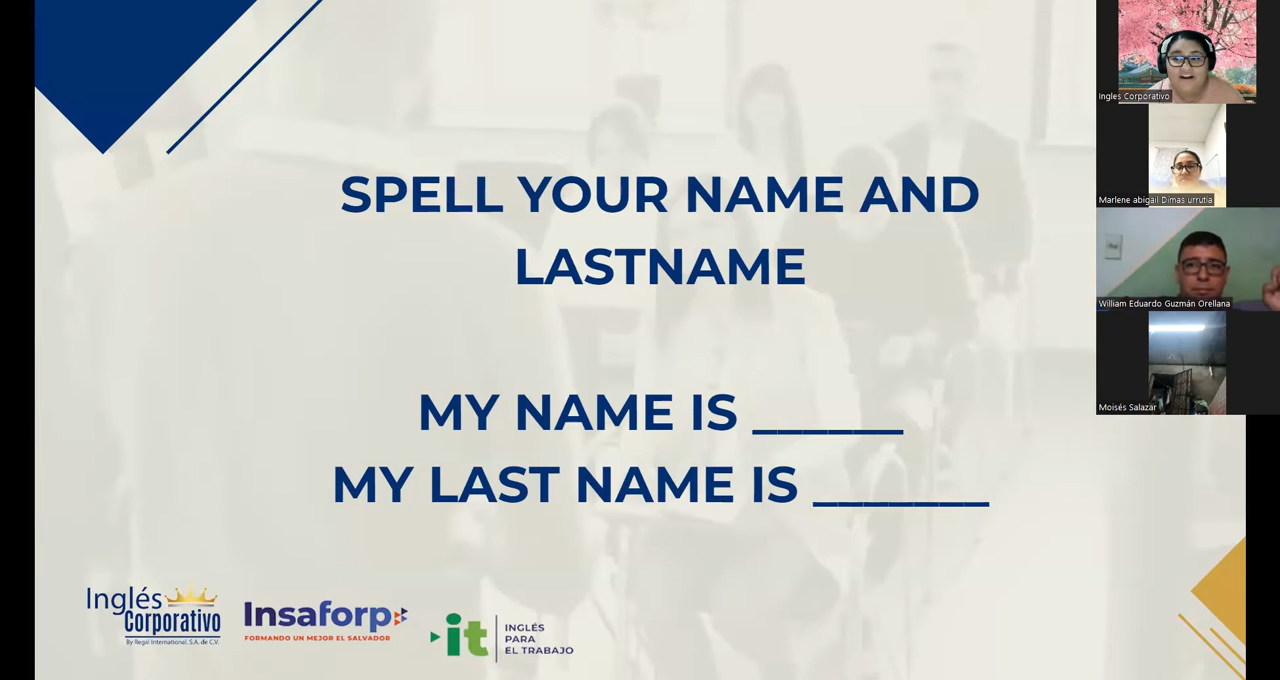 SPELL YOUR NAME AND
LASTNAME
MY NAME IS ______
MY LAST NAME IS _______
Inglés
Corporativo
By Regal International, S.A. de C.V.
Insaforp
FORMANDO UN MEJOR EL SALVADOR
it
INGLÉS
PARA
EL TRABAJO
Ingles Corporativo
Marlene abigail Dimas urrutia
William Eduardo Guzmán Orellana
Moisés Salazar